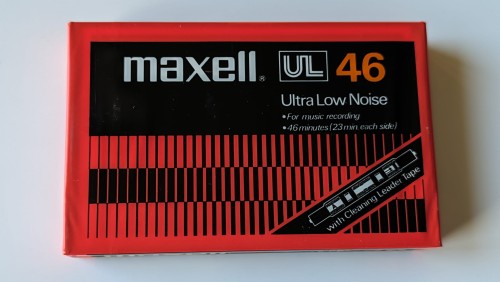 maxell® UL 46
Ultra Low Noise
• For music recording
• 46 minutes (23 min. each side)
with Cleaning Leader Tape